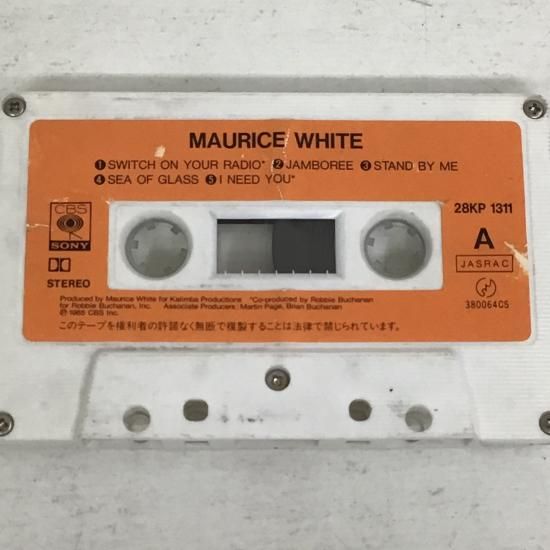 MAURICE WHITE
❶SWITCH ON YOUR RADIO* ❷JAMBOREE ❸STAND BY ME
❹SEA OF GLASS ❺I NEED YOU*
CBS
SONY
STEREO
28KP 1311
A
JASRAC
38006405
Produced by Maurice White for Kalimba Productions *Co-produced by Robbie Buchanan
for Robbie Buchanan, Inc. Associate Producers: Martin Page, Brian Buchanan
℗ 1985 CBS Inc.
このテープを権利者の許諾なく無断で複製することは法律で禁じられています。